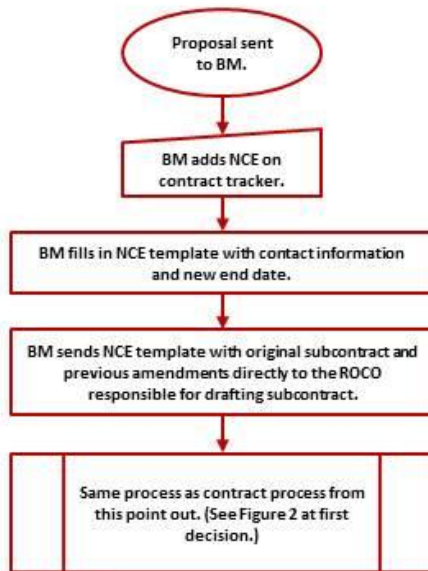 Proposal sent
to BM.
BM adds NCE on
contract tracker.
BM fills in NCE template with contact information
and new end date.
BM sends NCE template with original subcontract and
previous amendments directly to the ROCO
responsible for drafting subcontract.
Same process as contract process from
this point out. (See Figure 2 at first
decision.)